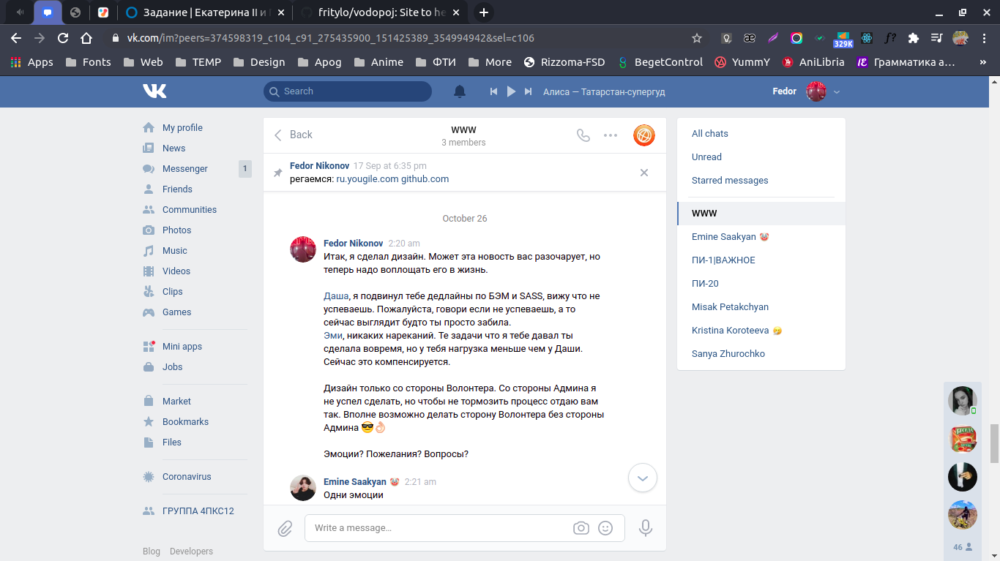 Задание | Екатерина II и
fritylo/vodopoj: Site to he
vk.com/im?peers=374598319_c104_c91_275435900_151425389_354994942&sel=c106
329K
Apps
Fonts
Web
TEMP
Design
Apog
Anime
ФТИ
More
Rizzoma-FSD
BegetControl
YummY
AniLibria
Грамматика а...
»
Search
Алиса — Татарстан-супергуд
Fedor
My profile
News
Messenger
1
Friends
Communities
Photos
Music
Videos
Clips
Games
Mini apps
Jobs
Market
Bookmarks
Files
Coronavirus
ГРУППА 4ПКС12
Blog Developers
Back
WWW
3 members
Fedor Nikonov 17 Sep at 6:35 pm
регаемся: ru.yougile.com github.com
October 26
Fedor Nikonov 2:20 am
Итак, я сделал дизайн. Может эта новость вас разочарует, но
теперь надо воплощать его в жизнь.
Даша, я подвинул тебе дедлайны по БЭМ и SASS, вижу что не
успеваешь. Пожалуйста, говори если не успеваешь, а то
сейчас выглядит будто ты просто забила.
Эми, никаких нареканий. Те задачи что я тебе давал ты
сделала вовремя, но у тебя нагрузка меньше чем у Даши.
Сейчас это компенсируется.
Дизайн только со стороны Волонтера. Со стороны Админа я
не успел сделать, но чтобы не тормозить процесс отдаю вам
так. Вполне возможно делать сторону Волонтера без стороны
Админа 😎👌🏻
Эмоции? Пожелания? Вопросы?
Emine Saakyan 🤡 2:21 am
Одни эмоции
Write a message...
All chats
Unread
Starred messages
WWW
Emine Saakyan 🤡
ПИ-1|ВАЖНОЕ
ПИ-20
Misak Petakchyan
Kristina Koroteeva
Sanya Zhurochko
46